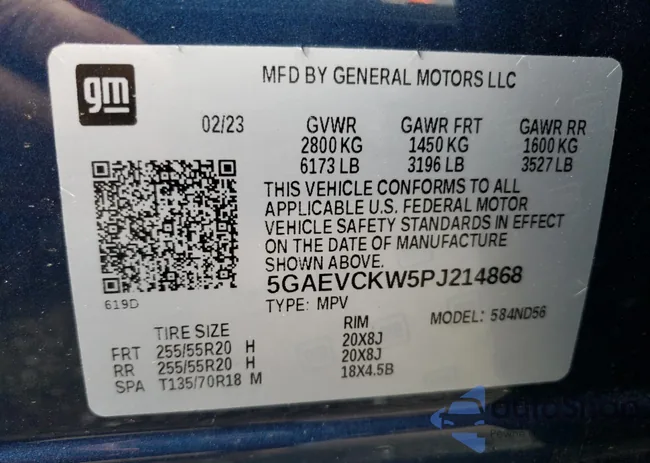 gm
MFD BY GENERAL MOTORS LLC
02/23 GVWR GAWR FRT GAWR RR
2800 KG 1450 KG 1600 KG
6173 LB 3196 LB 3527 LB
THIS VEHICLE CONFORMS TO ALL
APPLICABLE U.S. FEDERAL MOTOR
VEHICLE SAFETY STANDARDS IN EFFECT
ON THE DATE OF MANUFACTURE
SHOWN ABOVE.
5GAEVCKW5PJ214868
619D
TYPE: MPV MODEL: 584ND56
TIRE SIZE RIM
FRT 255/55R20 H 20X8J
RR 255/55R20 H 20X8J
SPA T135/70R18 M 18X4.5B